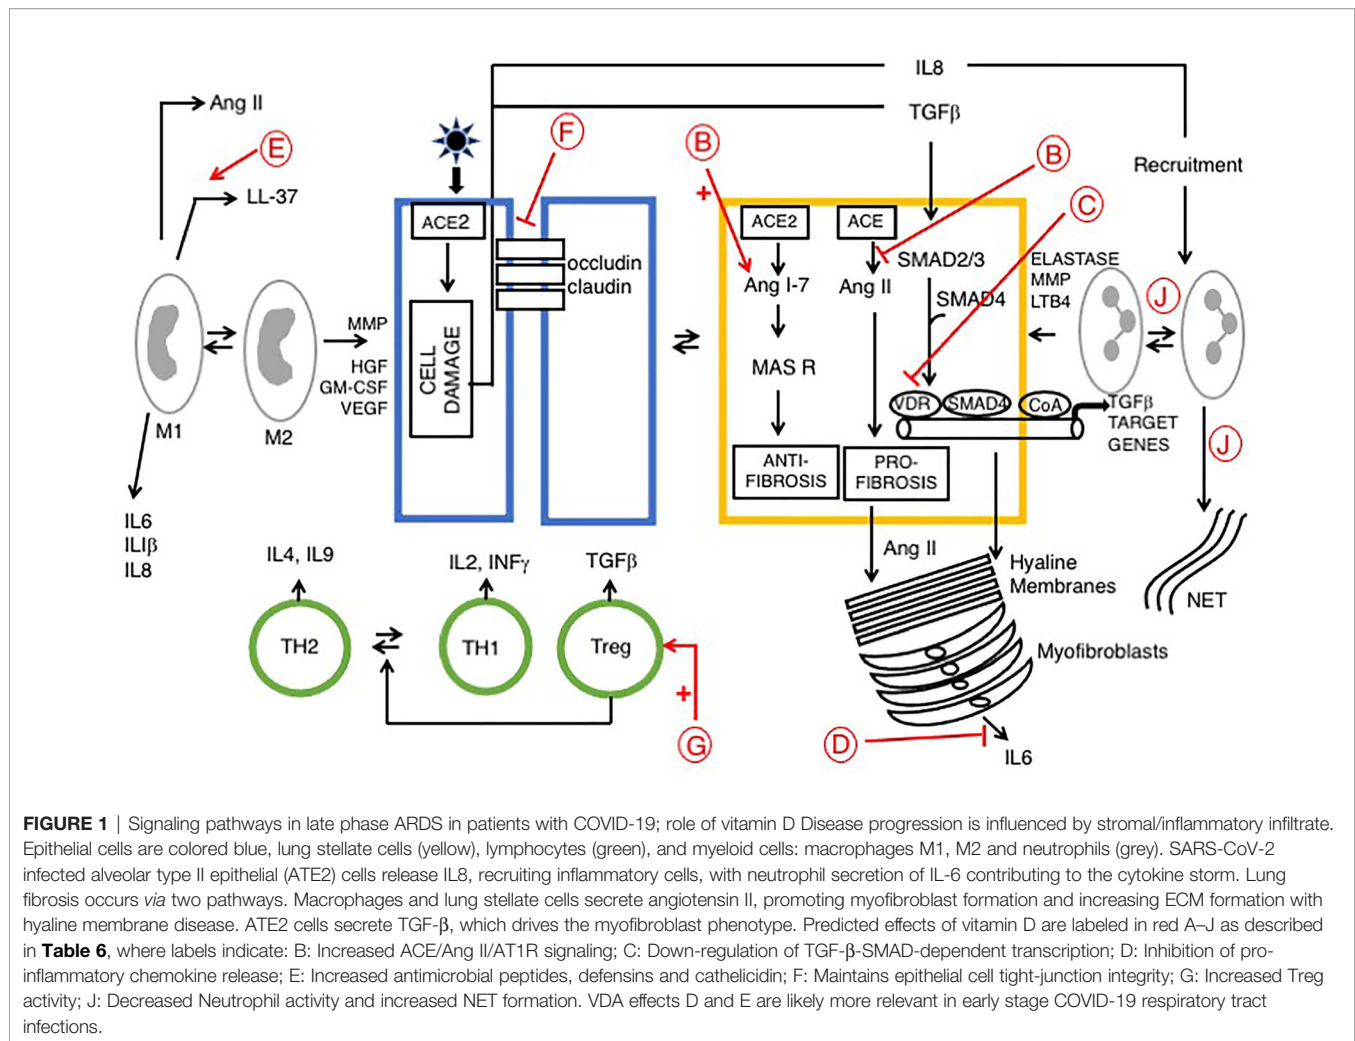 IL8
TGFβ
Ang II
E
LL-37
F
B
+
B
C
Recruitment
ACE2
occludin
claudin
ACE2
ACE
Ang I-7
Ang II
SMAD2/3
SMAD4
ELASTASE
MMP
LTB4
J
MMP
HGF
GM-CSF
VEGF
CELL
DAMAGE
MAS R
VDR
SMAD4
CoA
TGFβ
TARGET
GENES
M1
M2
J
ANTI-
FIBROSIS
PRO-
FIBROSIS
IL6
ILIβ
IL8
IL4, IL9
IL2, INFγ
TGFβ
Ang II
Hyaline
Membranes
NET
TH2
TH1
Treg
Myofibroblasts
+
G
D
IL6
FIGURE 1 | Signaling pathways in late phase ARDS in patients with COVID-19; role of vitamin D Disease progression is influenced by stromal/inflammatory infiltrate.
Epithelial cells are colored blue, lung stellate cells (yellow), lymphocytes (green), and myeloid cells: macrophages M1, M2 and neutrophils (grey). SARS-CoV-2
infected alveolar type II epithelial (ATE2) cells release IL8, recruiting inflammatory cells, with neutrophil secretion of IL-6 contributing to the cytokine storm. Lung
fibrosis occurs via two pathways. Macrophages and lung stellate cells secrete angiotensin II, promoting myofibroblast formation and increasing ECM formation with
hyaline membrane disease. ATE2 cells secrete TGF-β, which drives the myofibroblast phenotype. Predicted effects of vitamin D are labeled in red A–J as described
in Table 6, where labels indicate: B: Increased ACE/Ang II/AT1R signaling; C: Down-regulation of TGF-β-SMAD-dependent transcription; D: Inhibition of pro-
inflammatory chemokine release; E: Increased antimicrobial peptides, defensins and cathelicidin; F: Maintains epithelial cell tight-junction integrity; G: Increased Treg
activity; J: Decreased Neutrophil activity and increased NET formation. VDA effects D and E are likely more relevant in early stage COVID-19 respiratory tract
infections.